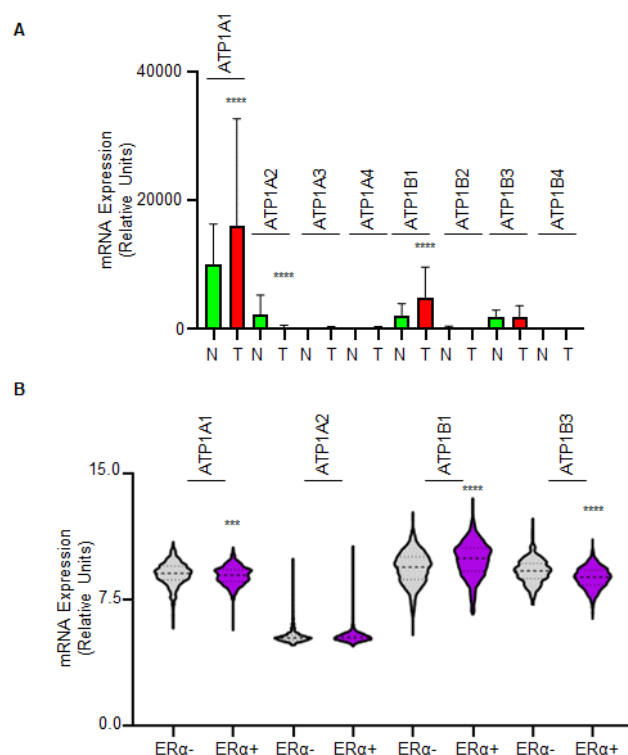 A
ATP1A1
40000
****
mRNA Expression
(Relative Units)
ATP1A2
ATP1A3
ATP1A4
ATP1B1
ATP1B2
ATP1B3
ATP1B4
20000
****
****
0
N T N T N T N T N T N T N T N T
B
ATP1A1
ATP1A2
ATP1B1
ATP1B3
15.0
***
****
****
mRNA Expression
(Relative Units)
7.5
0.0
ERα- ERα+ ERα- ERα+ ERα- ERα+ ERα- ERα+